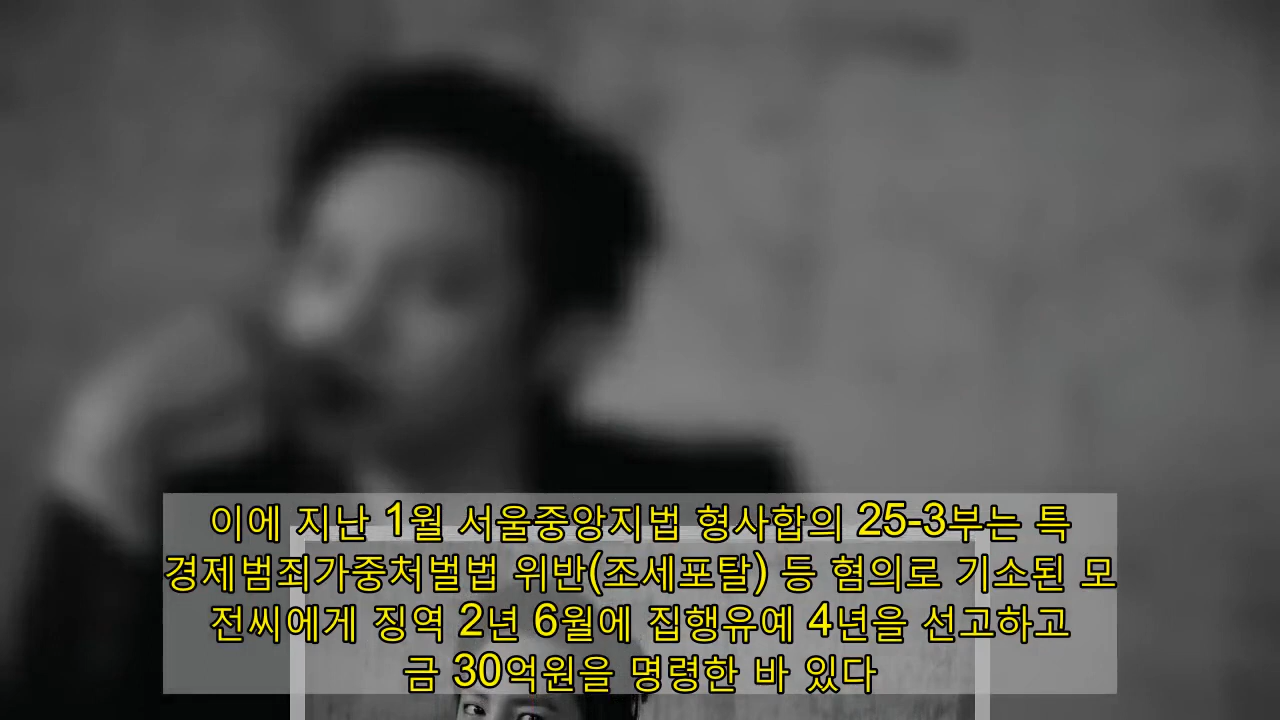 이에 지난 1월 서울중앙지법 형사합의 25-3부는 특
경제범죄가중처벌법 위반(조세포탈) 등 혐의로 기소된 모
전씨에게 징역 2년 6월에 집행유예 4년을 선고하고
금 30억원을 명령한 바 있다